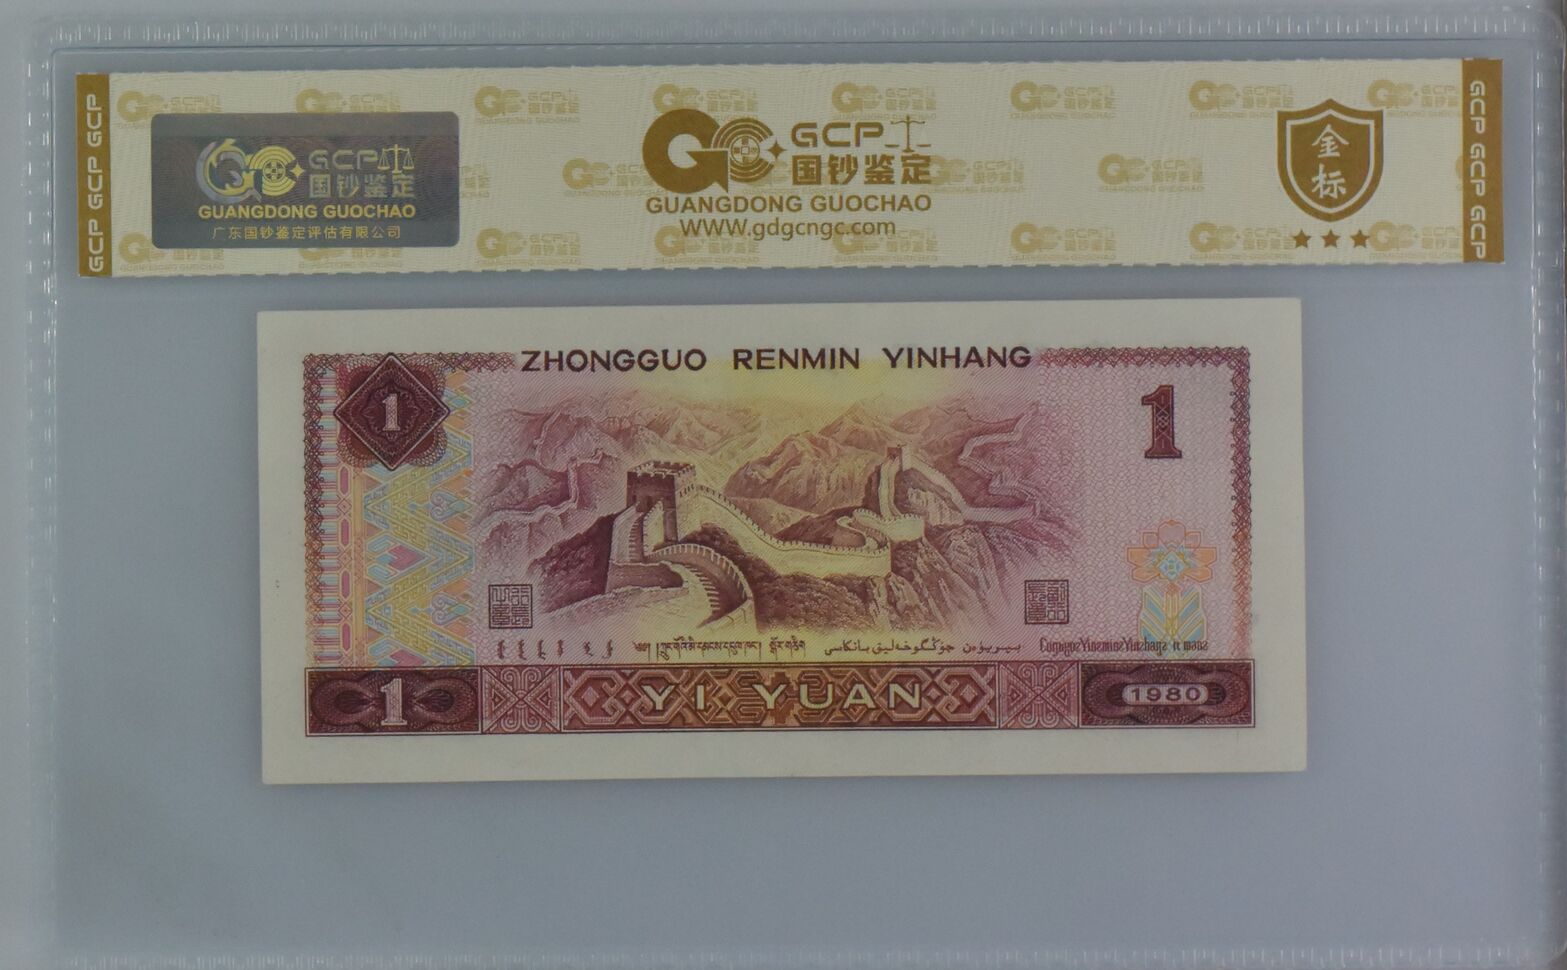 GCP GCP GCP
GCP
国钞鉴定
GUANGDONG GUOCHAO
广东国钞鉴定评估有限公司
GCP
国钞鉴定
GUANGDONG GUOCHAO
WWW.gdgcngc.com
金
标
GCP GCP GCP
ZHONGGUO RENMIN YINHANG
1
1
1
YI YUAN
1980